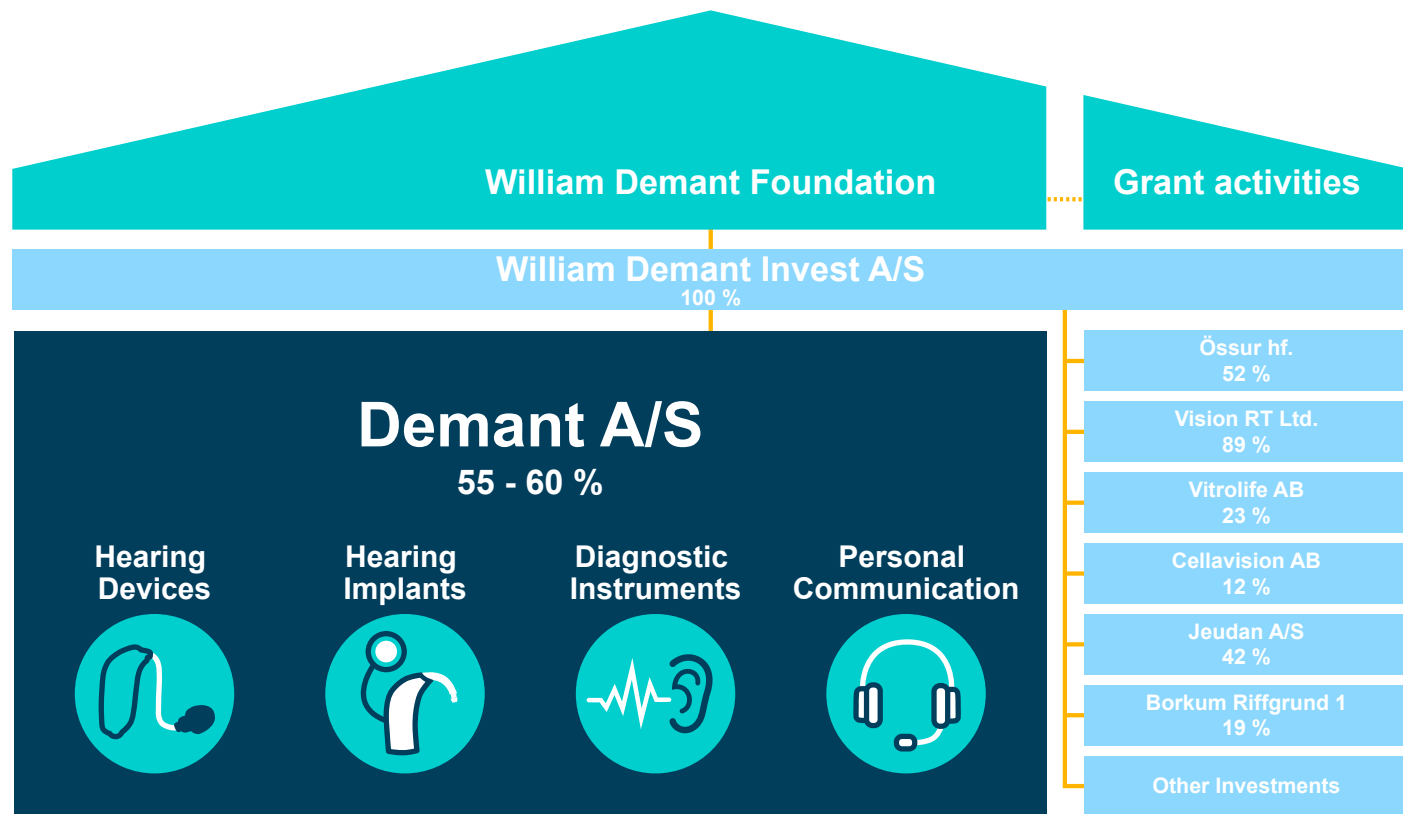 William Demant Foundation
Grant activities
William Demant Invest A/S
100 %
Demant A/S
55 - 60 %
Hearing
Devices
Hearing
Implants
Diagnostic
Instruments
Personal
Communication
Össur hf.
52 %
Vision RT Ltd.
89 %
Vitrolife AB
23 %
Cellavision AB
12 %
Jeudan A/S
42 %
Borkum Riffgrund 1
19 %
Other Investments